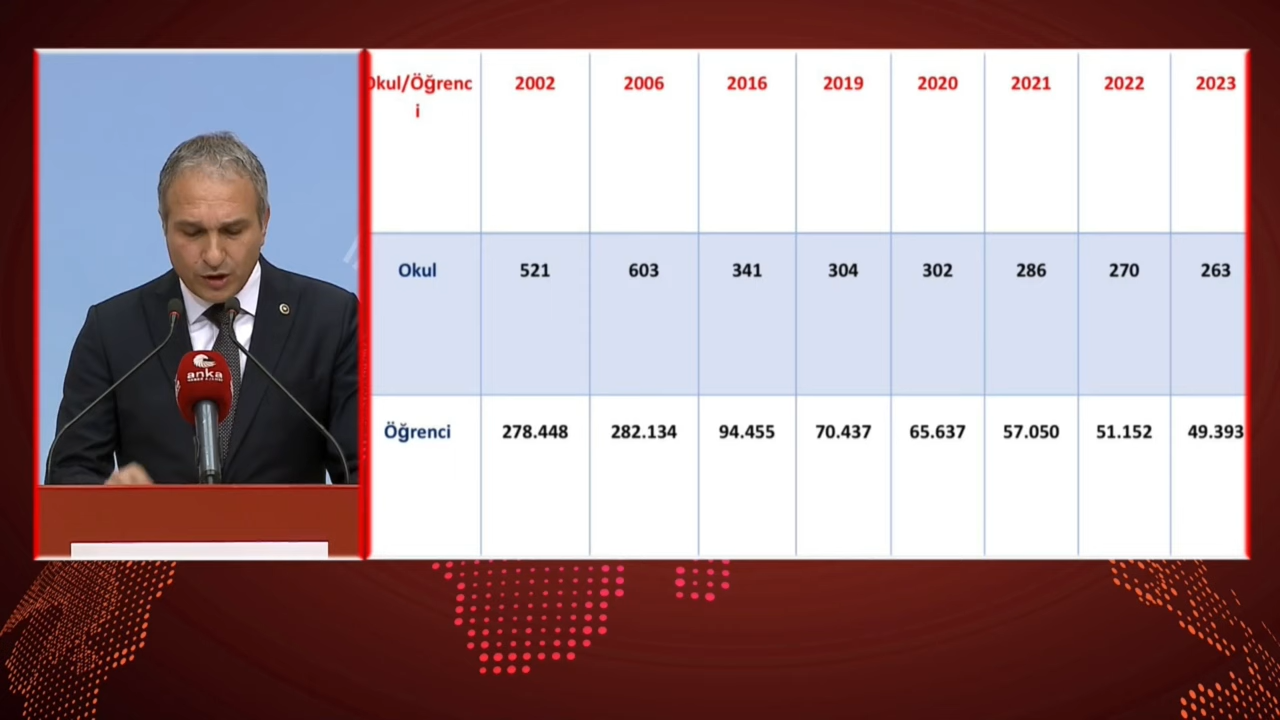 Okul/Öğrenc
i
2002 2006 2016 2019 2020 2021 2022 2023
Okul 521 603 341 304 302 286 270 263
Öğrenci 278.448 282.134 94.455 70.437 65.637 57.050 51.152 49.393
anka